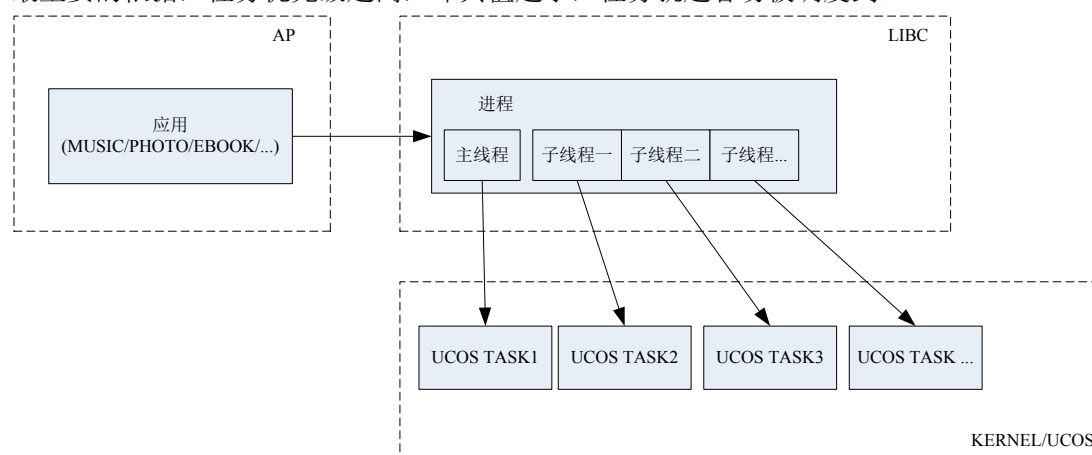 AP
LIBC
应用
(MUSIC/PHOTO/EBOOK/...)
进程
主线程
子线程一
子线程二
子线程...
UCOS TASK1
UCOS TASK2
UCOS TASK3
UCOS TASK ...
KERNEL/UCOS